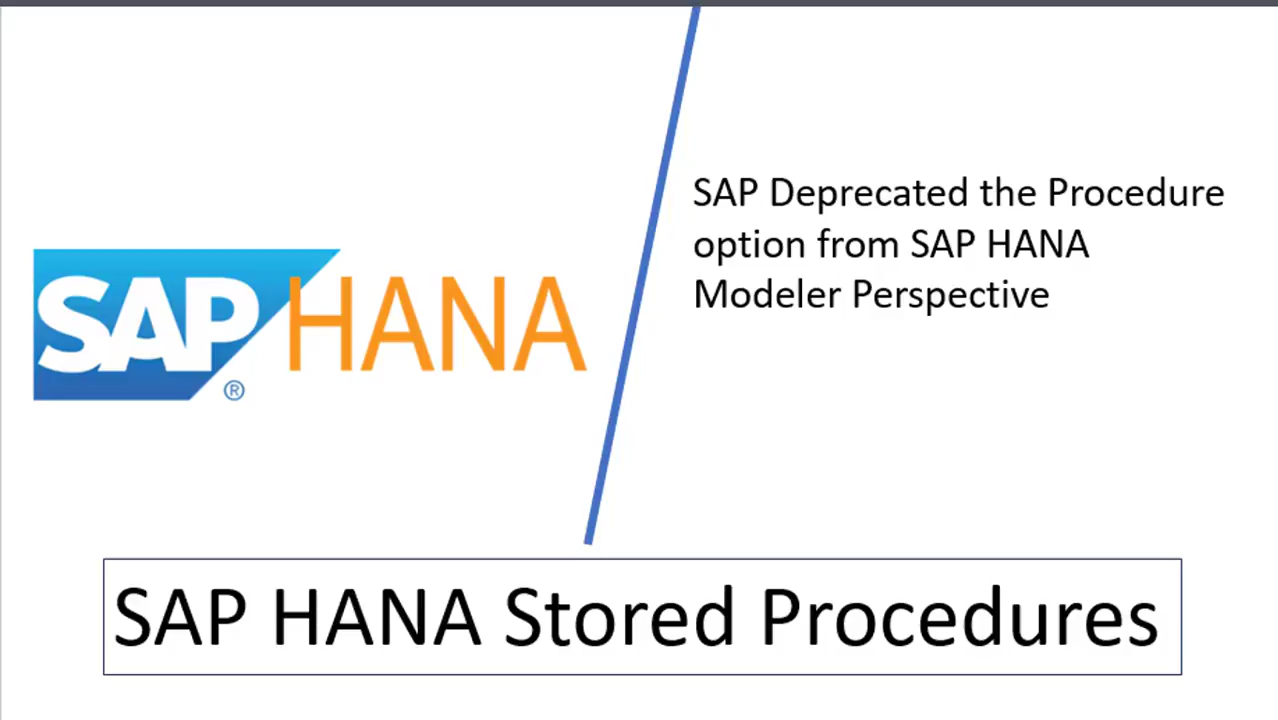 SAP Deprecated the Procedure
option from SAP HANA
Modeler Perspective
SAP HANA
®
SAP HANA Stored Procedures